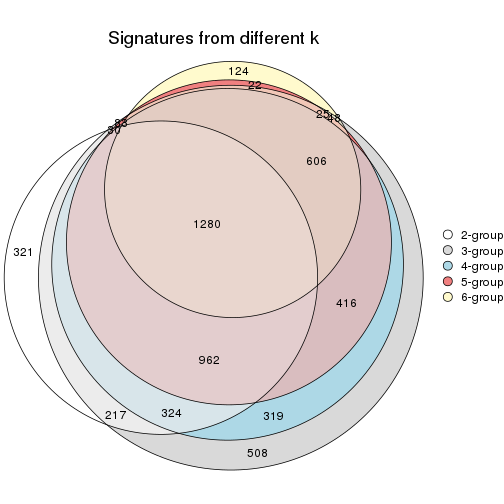 Signatures from different k
124
22
25
48
33
30
606
321
1280
2-group
3-group
4-group
5-group
6-group
416
962
217
324
319
508